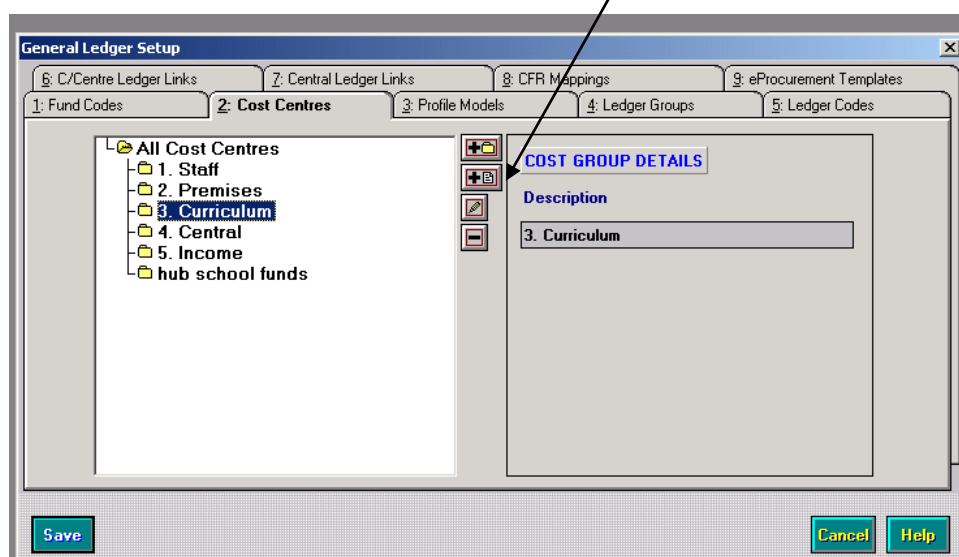 General Ledger Setup
6: C/Centre Ledger Links 7: Central Ledger Links 8: CFR Mappings 9: eProcurement Templates
1: Fund Codes 2: Cost Centres 3: Profile Models 4: Ledger Groups 5: Ledger Codes
All Cost Centres
1. Staff
2. Premises
3. Curriculum
4. Central
5. Income
hub school funds
COST GROUP DETAILS
Description
3. Curriculum
Save Cancel Help